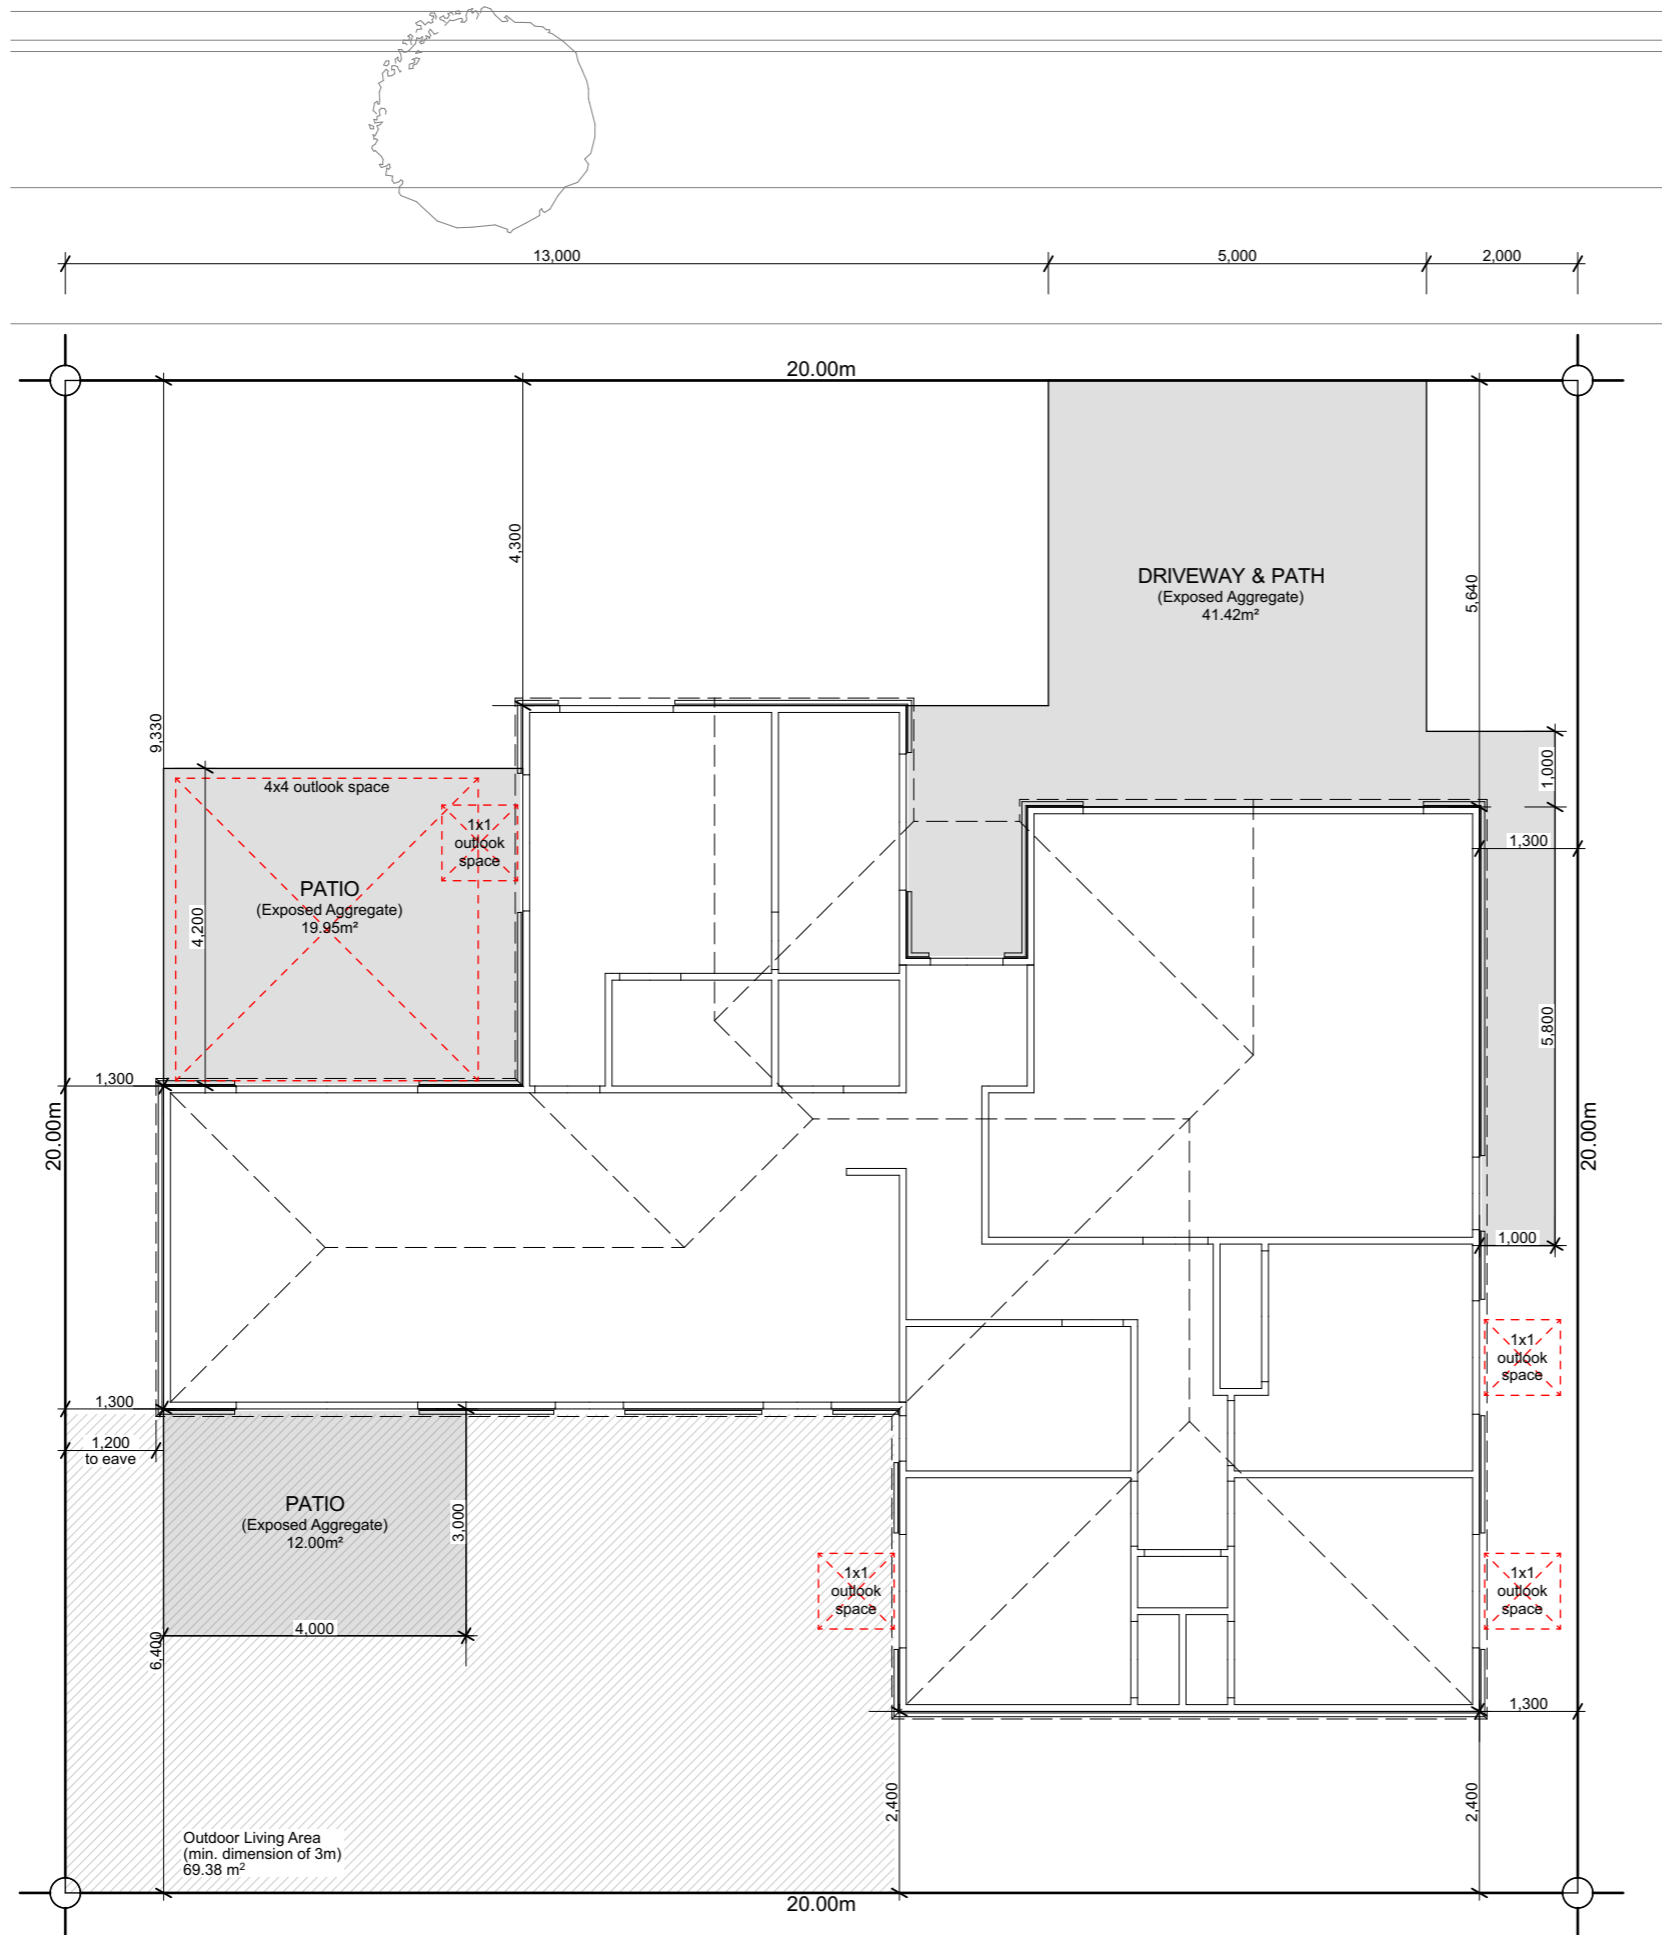 13,000
5,000
2,000
20.00m
4,300
5,640
DRIVEWAY & PATH
(Exposed Aggregate)
41.42m²
9,330
1,000
4x4 outlook space
1x1
outlook
space
1,300
PATIO
(Exposed Aggregate)
19.95m²
4,200
5,800
1,300
20.00m
20.00m
1,000
1x1
outlook
space
1,300
1,200
to eave
PATIO
(Exposed Aggregate)
12.00m²
3,000
1x1
outlook
space
1x1
outlook
space
4,000
6,400
1,300
2,400
2,400
Outdoor Living Area
(min. dimension of 3m)
69.38 m²
20.00m